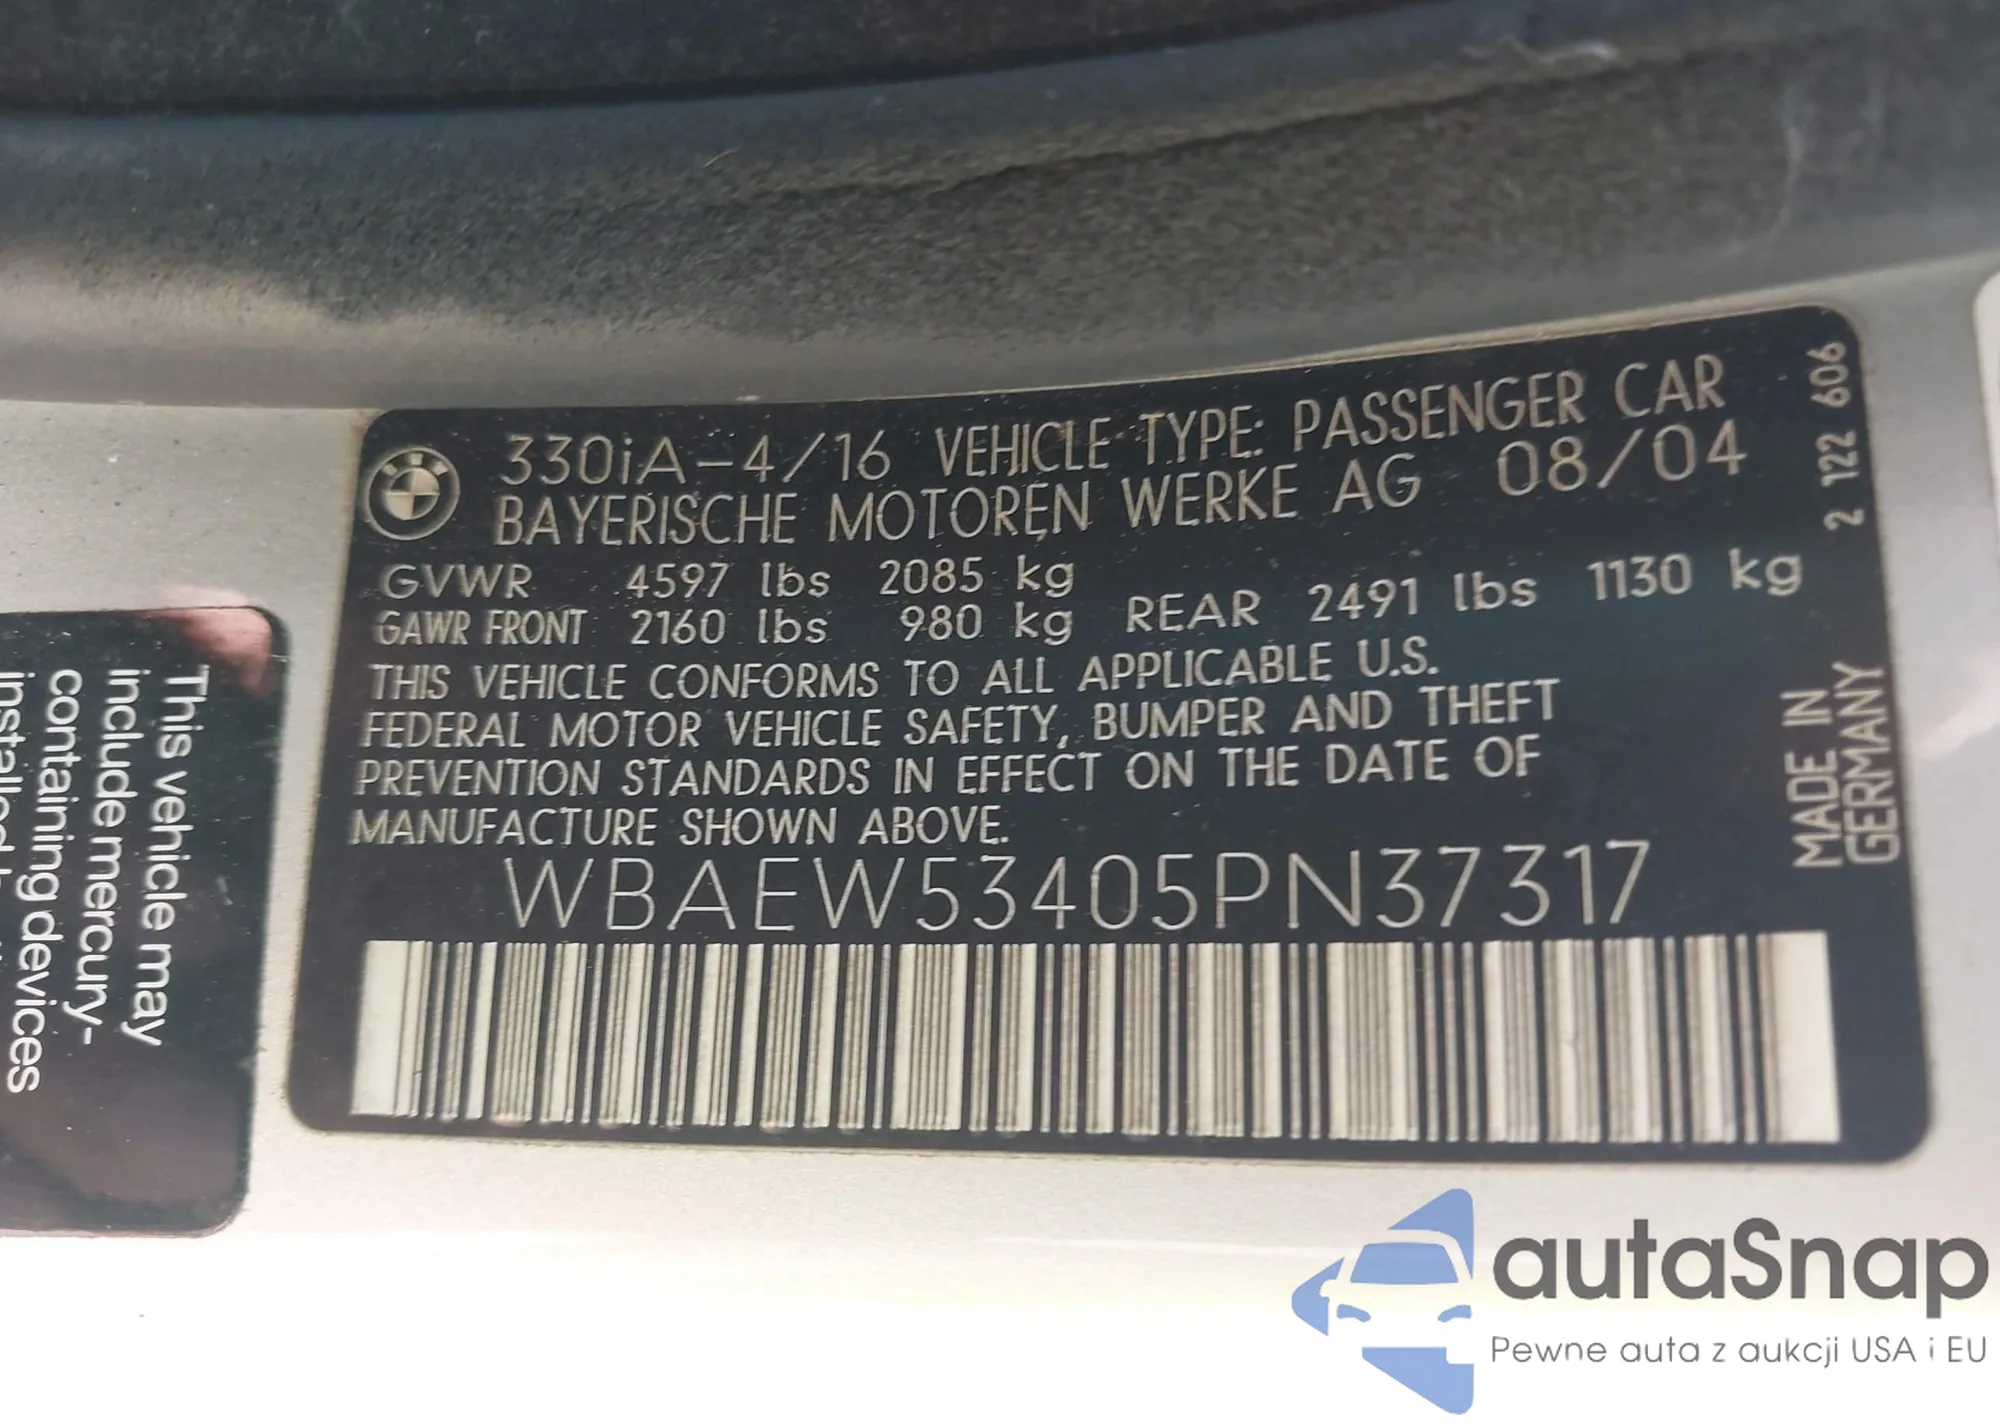 330iA-4/16 VEHICLE TYPE: PASSENGER CAR
BAYERISCHE MOTOREN WERKE AG 08/04
GVWR 4597 lbs 2085 kg
GAWR FRONT 2160 lbs 980 kg REAR 2491 lbs 1130 kg
THIS VEHICLE CONFORMS TO ALL APPLICABLE U.S.
FEDERAL MOTOR VEHICLE SAFETY, BUMPER AND THEFT
PREVENTION STANDARDS IN EFFECT ON THE DATE OF
MANUFACTURE SHOWN ABOVE.
WBAEW53405PN37317
2 122 606
MADE IN
GERMANY
This vehicle may
include mercury-
containing devices
autaSnap
Pewne auta z aukcji USA i EU